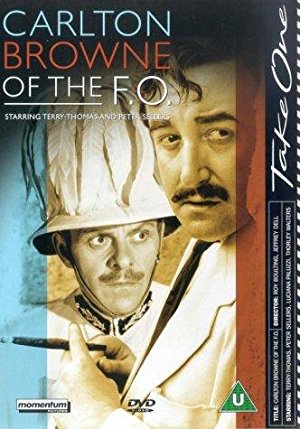 CARLTON
BROWNE
OF THE F.O.
STARRING TERRY-THOMAS AND PETER SELLERS
Take One
TITLE: CARLTON BROWNE OF THE F.O. DIRECTOR: ROY BOULTING, JEFFREY DELL
STARRING: TERRY-THOMAS, PETER SELLERS, LUCIANA PALUZZI, THORLEY WALTERS
momentum
DVD
VIDEO
U